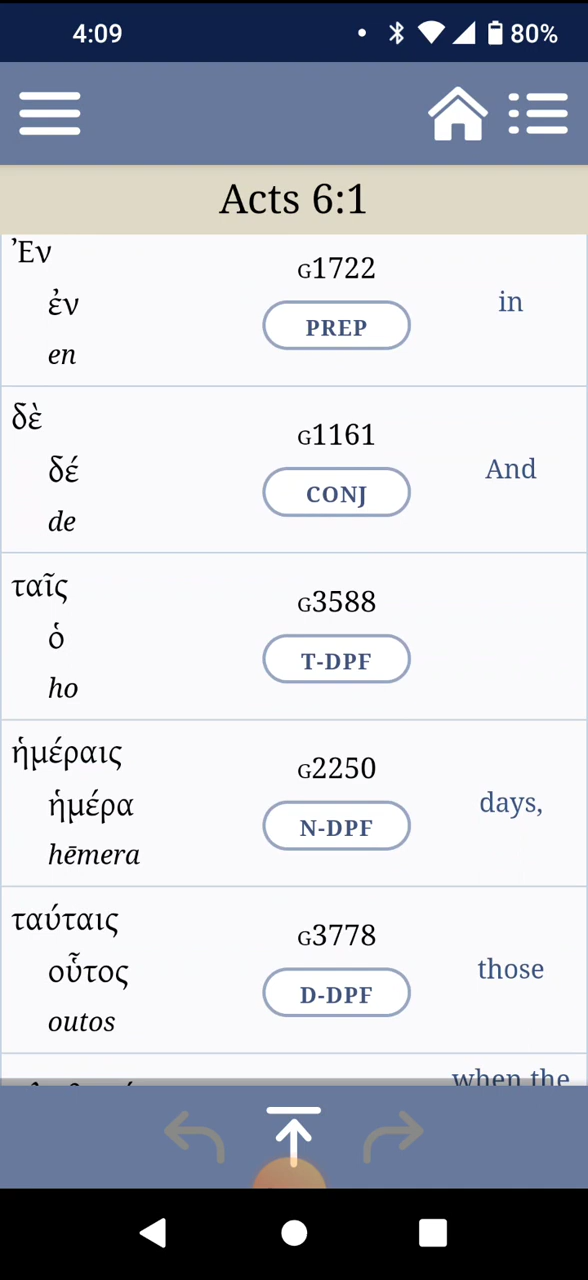 4:09
80%
Acts 6:1
Ἐν
ἐν
en
G1722
PREP
in
δὲ
δέ
de
G1161
CONJ
And
ταῖς
ὁ
ho
G3588
T-DPF
ἡμέραις
ἡμέρα
hēmera
G2250
N-DPF
days,
ταύταις
οὗτος
outos
G3778
D-DPF
those
when the